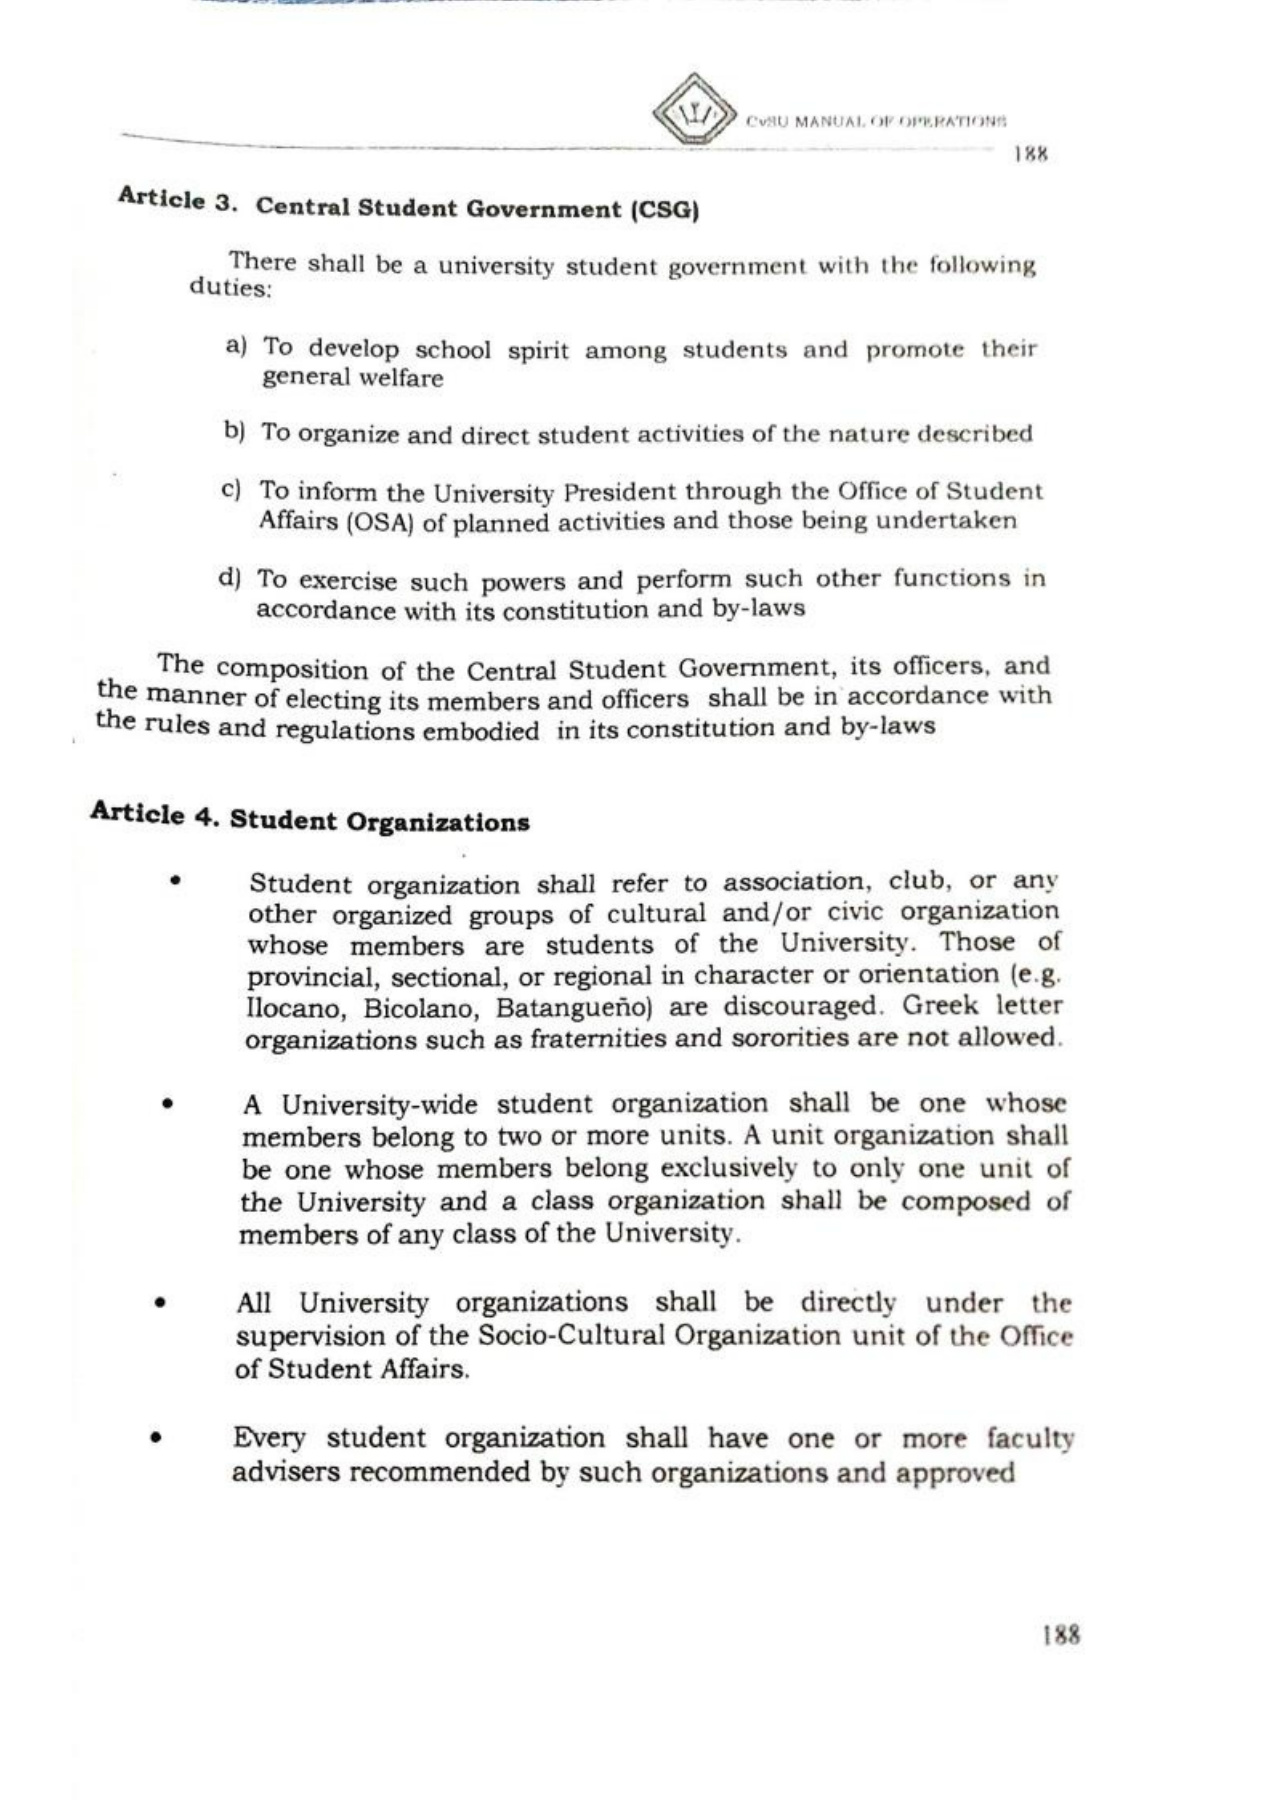 CvSU MANUAL OF OPERATIONS
188
Article 3. Central Student Government (CSG)
There shall be a university student government with the following
duties:
a) To develop school spirit among students and promote their
general welfare
b) To organize and direct student activities of the nature described
c) To inform the University President through the Office of Student
Affairs (OSA) of planned activities and those being undertaken
d) To exercise such powers and perform such other functions in
accordance with its constitution and by-laws
The composition of the Central Student Government, its officers, and
the manner of electing its members and officers shall be in accordance with
the rules and regulations embodied in its constitution and by-laws
Article 4. Student Organizations
• Student organization shall refer to association, club, or any
other organized groups of cultural and/or civic organization
whose members are students of the University. Those of
provincial, sectional, or regional in character or orientation (e.g.
Ilocano, Bicolano, Batangueño) are discouraged. Greek letter
organizations such as fraternities and sororities are not allowed.
• A University-wide student organization shall be one whose
members belong to two or more units. A unit organization shall
be one whose members belong exclusively to only one unit of
the University and a class organization shall be composed of
members of any class of the University.
• All University organizations shall be directly under the
supervision of the Socio-Cultural Organization unit of the Office
of Student Affairs.
• Every student organization shall have one or more faculty
advisers recommended by such organizations and approved
188